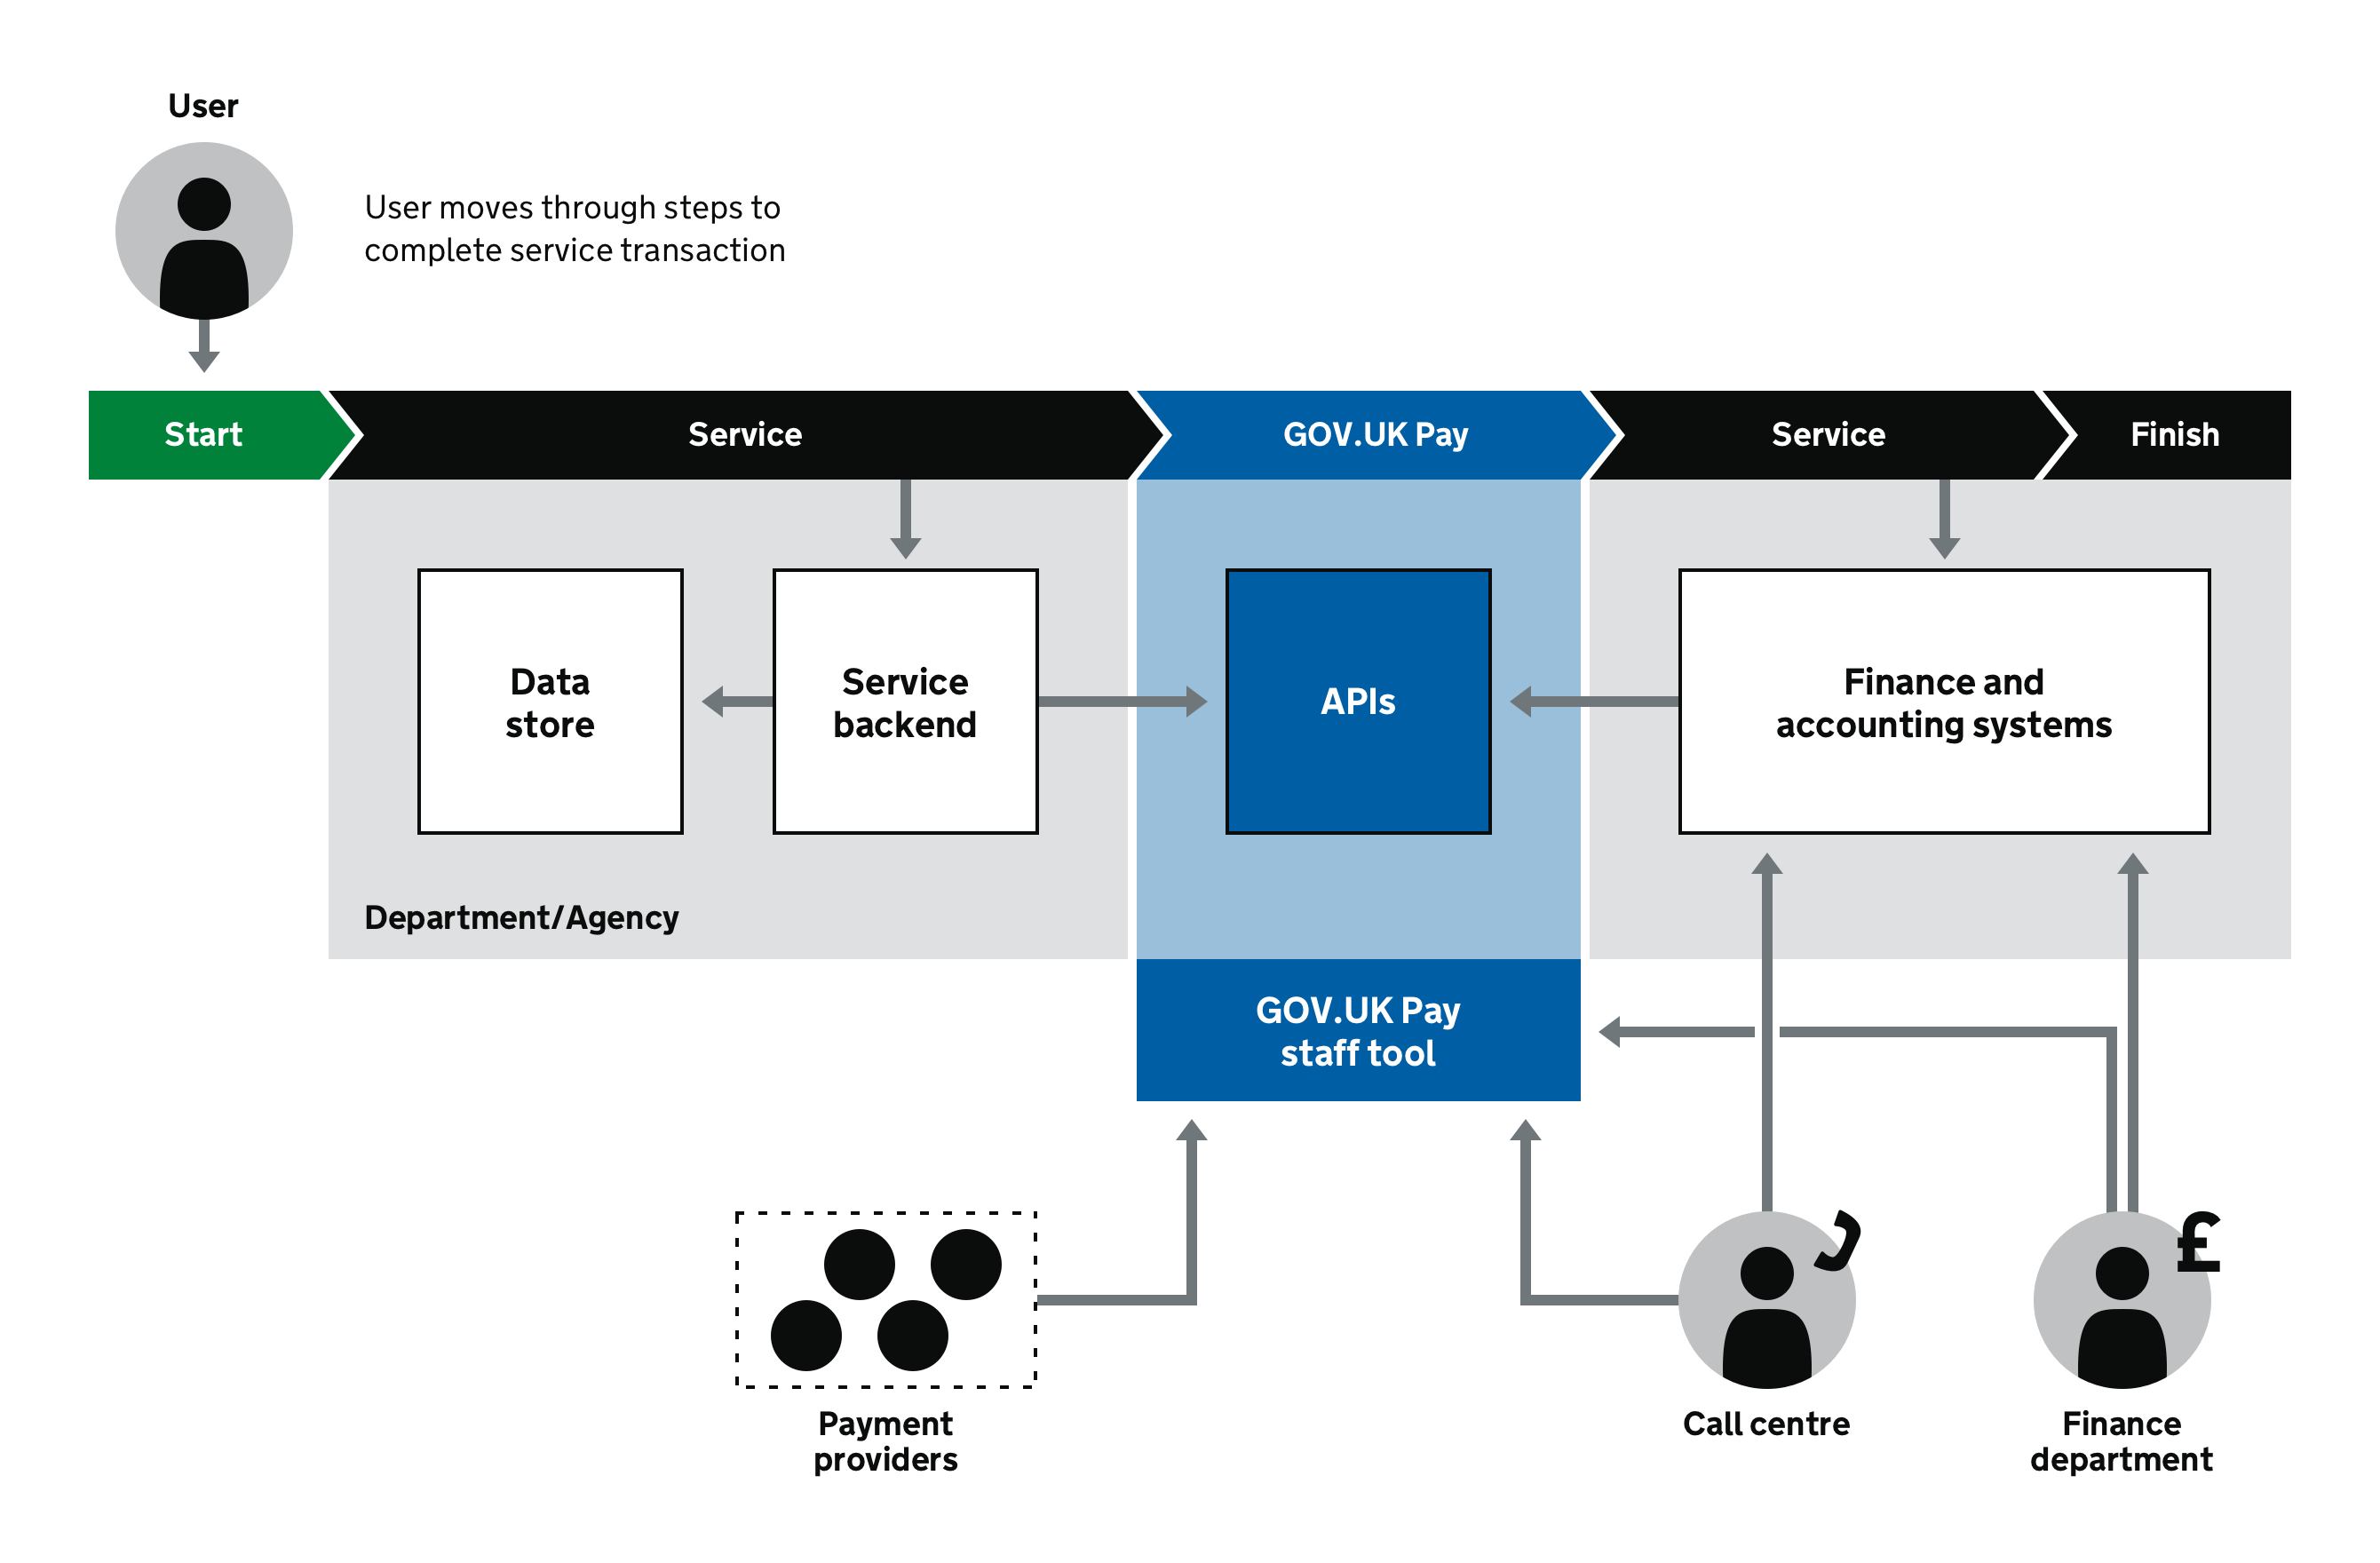 User
User moves through steps to
complete service transaction
Start
Service
GOV.UK Pay
Service
Finish
Data
store
Service
backend
APIs
Finance and
accounting systems
Department/Agency
GOV.UK Pay
staff tool
£
Payment
providers
Call centre
Finance
department